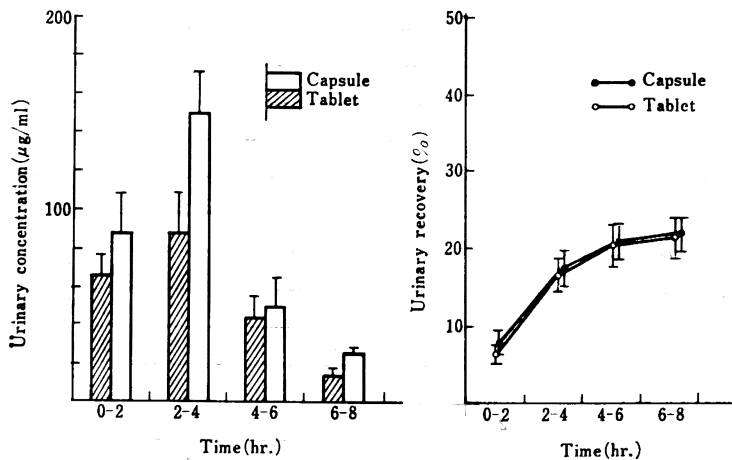 200
100
Urinary concentration(μg/ml)
Capsule
Tablet
0-2
2-4
4-6
6-8
Time(hr.)
50
40
30
20
10
Urinary recovery(%)
Capsule
Tablet
0-2
2-4
4-6
6-8
Time(hr.)